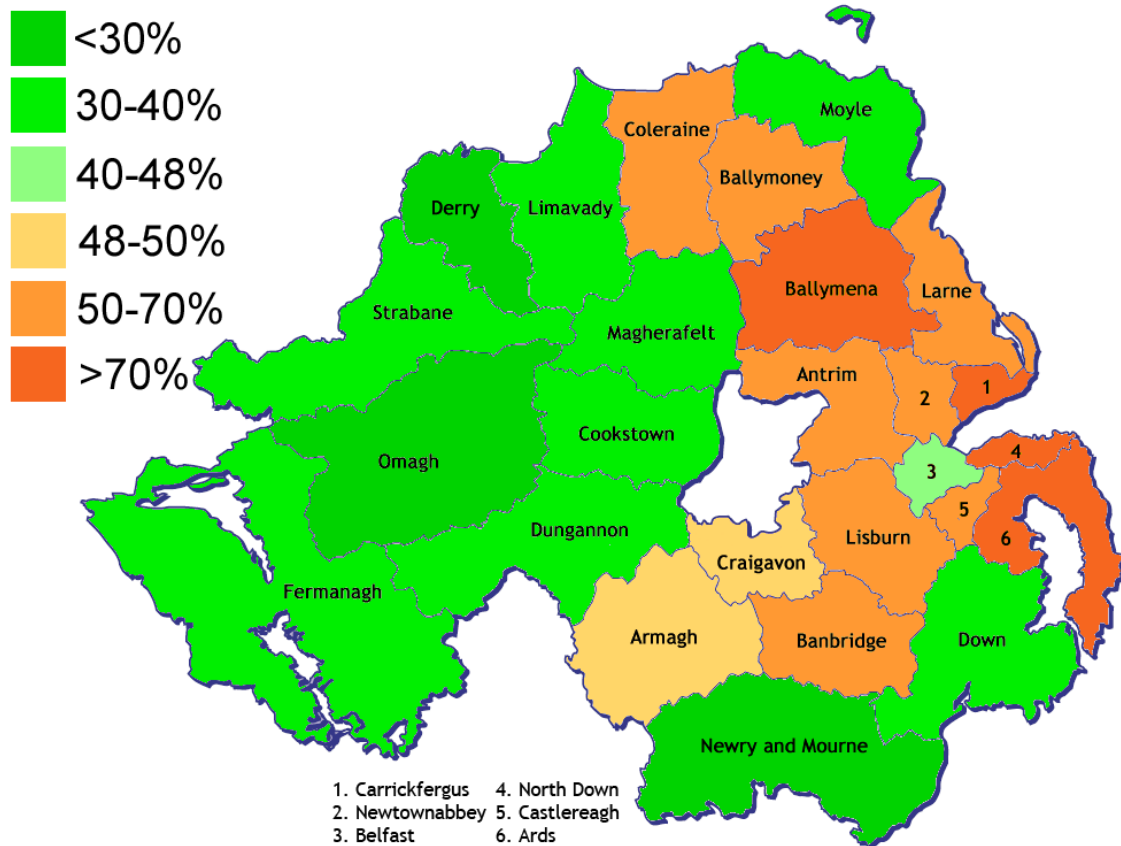 <30%
30-40%
40-48%
48-50%
50-70%
>70%
Moyle
Coleraine
Ballymoney
Derry
Limavady
Ballymena
Larne
Strabane
Magherafelt
Antrim
2
1
Cookstown
4
Omagh
3
5
Dungannon
Lisburn
6
Craigavon
Fermanagh
Armagh
Banbridge
Down
Newry and Mourne
1. Carrickfergus 4. North Down
2. Newtownabbey 5. Castlereagh
3. Belfast 6. Ards